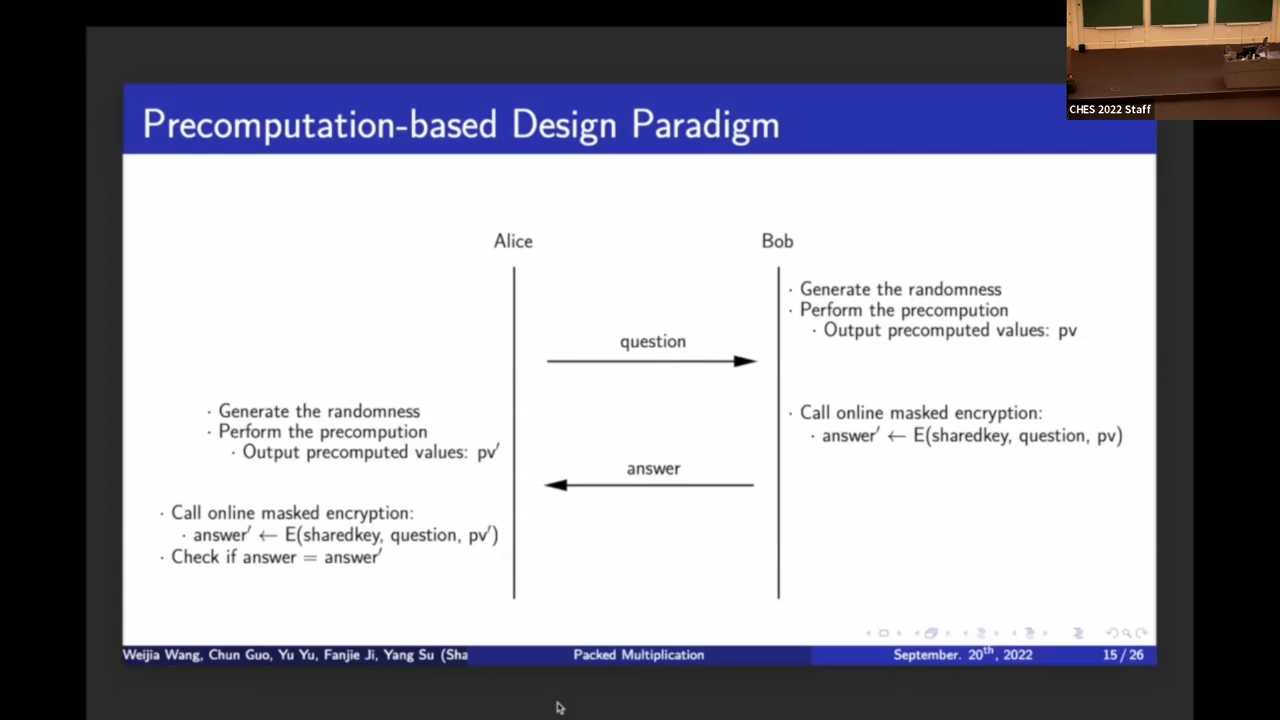 CHES 2022 Staff
Precomputation-based Design Paradigm
Alice
Bob
· Generate the randomness
· Perform the precompution
· Output precomputed values: pv
question
· Generate the randomness
· Perform the precompution
· Output precomputed values: pv′
· Call online masked encryption:
· answer′ ← E(sharedkey, question, pv)
answer
· Call online masked encryption:
· answer′ ← E(sharedkey, question, pv′)
· Check if answer = answer′
Weijia Wang, Chun Guo, Yu Yu, Fanjie Ji, Yang Su (Sha
Packed Multiplication
September. 20th, 2022
15 / 26